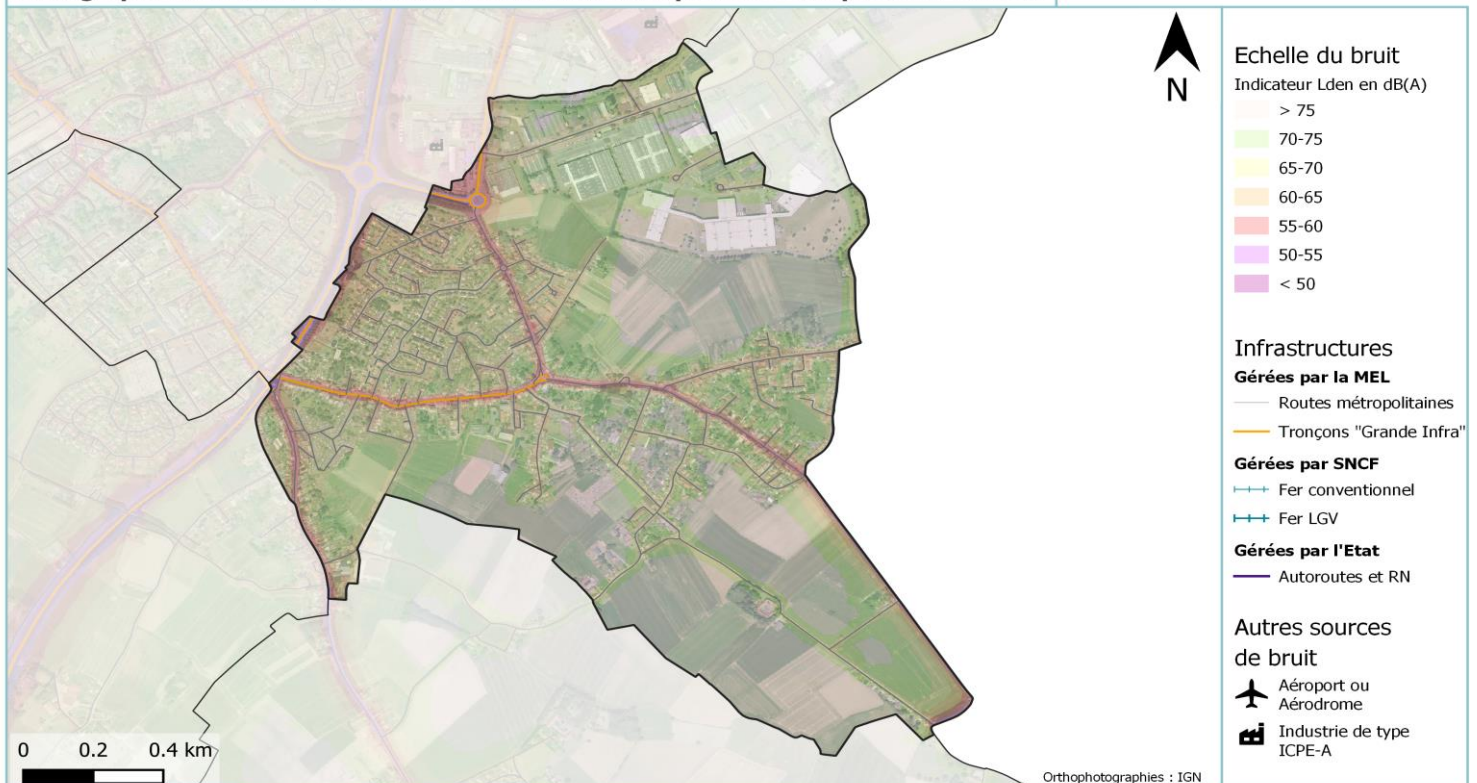 N
Echelle du bruit
Indicateur Lden en dB(A)
> 75
70-75
65-70
60-65
55-60
50-55
< 50
Infrastructures
Gérées par la MEL
Routes métropolitaines
Tronçons "Grande Infra"
Gérées par SNCF
Fer conventionnel
Fer LGV
Gérées par l'Etat
Autoroutes et RN
Autres sources
de bruit
Aéroport ou
Aérodrome
Industrie de type
ICPE-A
0 0.2 0.4 km
Orthophotographies : IGN